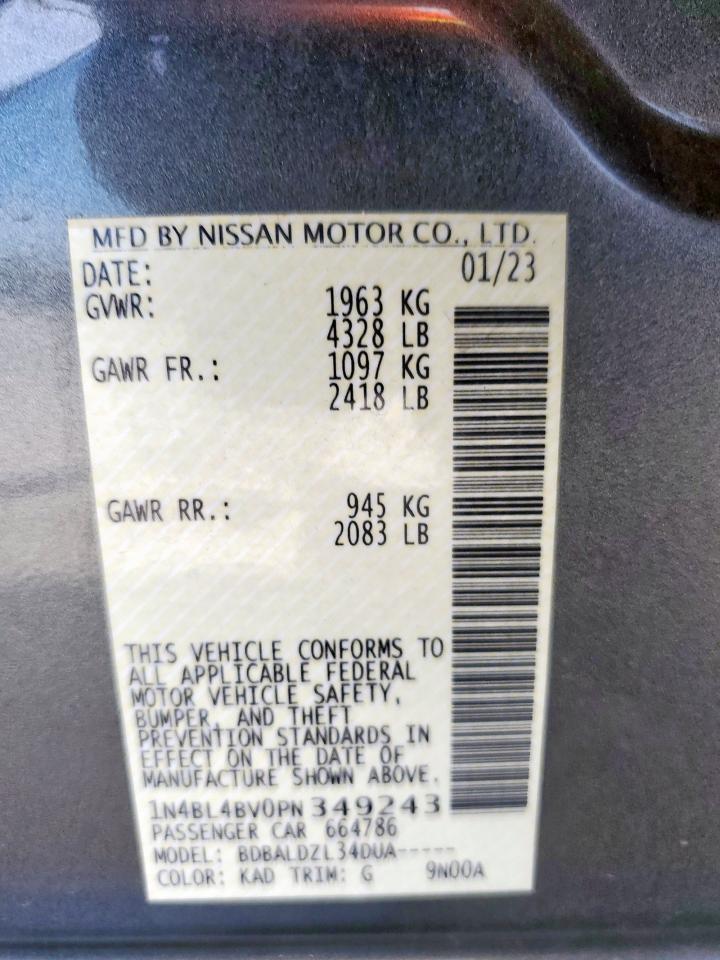 MFD BY NISSAN MOTOR CO., LTD.
DATE: 01/23
GVWR: 1963 KG
4328 LB
GAWR FR.: 1097 KG
2418 LB
GAWR RR.: 945 KG
2083 LB
THIS VEHICLE CONFORMS TO
ALL APPLICABLE FEDERAL
MOTOR VEHICLE SAFETY,
BUMPER, AND THEFT
PREVENTION STANDARDS IN
EFFECT ON THE DATE OF
MANUFACTURE SHOWN ABOVE.
1N4BL4BV0PN349243
PASSENGER CAR 664786
MODEL: BDBALDZL34DUA-----
COLOR: KAD TRIM: G 9N00A